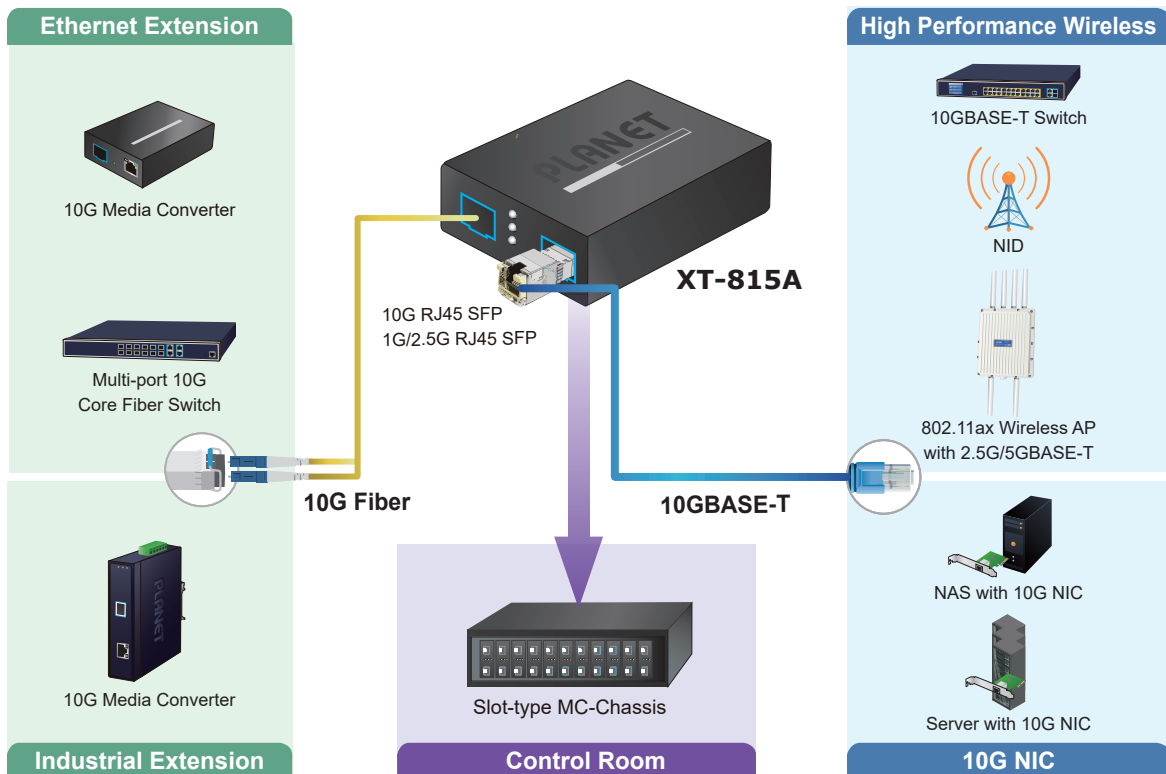 Ethernet Extension
10G Media Converter
Multi-port 10G
Core Fiber Switch
10G Fiber
10G Media Converter
PLANET
Industrial Extension
PLANET
XT-815A
10G RJ45 SFP
1G/2.5G RJ45 SFP
10GBASE-T
Slot-type MC-Chassis
Control Room
High Performance Wireless
10GBASE-T Switch
NID
802.11ax Wireless AP
with 2.5G/5GBASE-T
NAS with 10G NIC
Server with 10G NIC
10G NIC